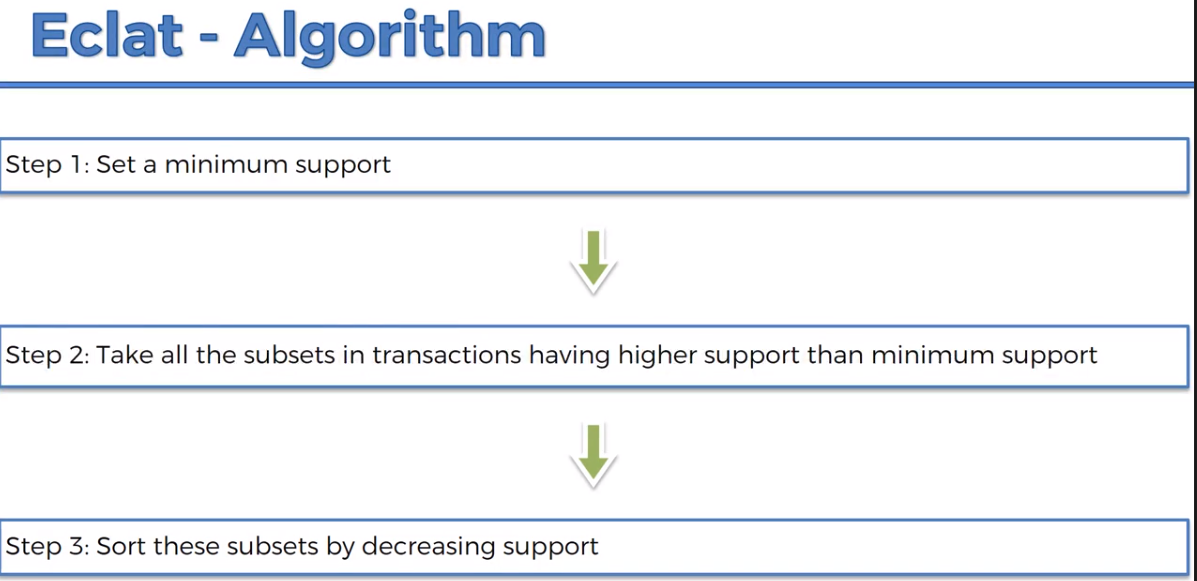 Eclat - Algorithm
Step 1: Set a minimum support
Step 2: Take all the subsets in transactions having higher support than minimum support
Step 3: Sort these subsets by decreasing support